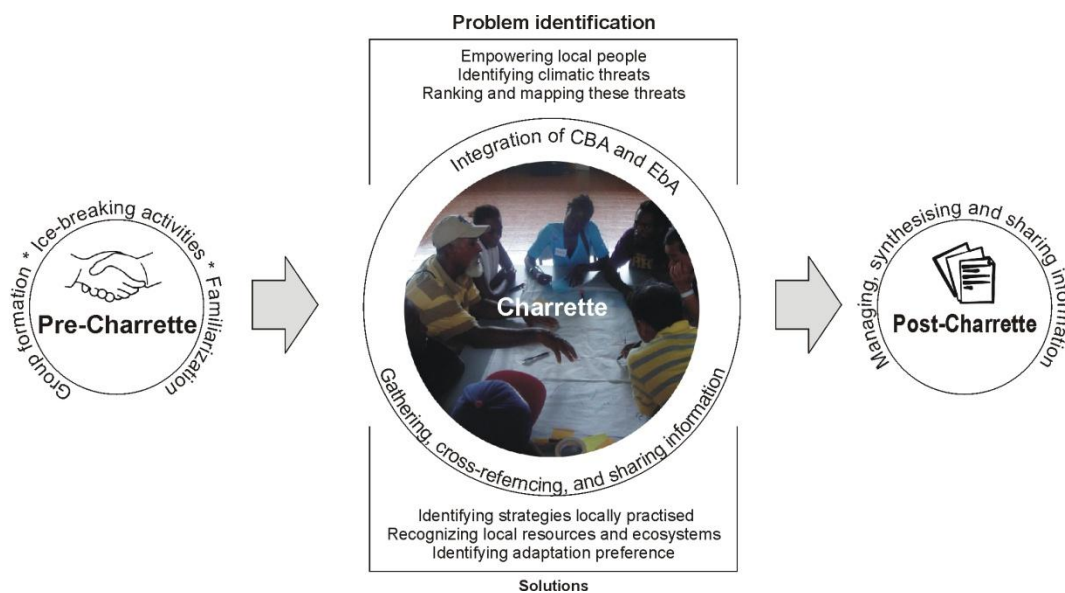 Problem identification
Empowering local people
Identifying climatic threats
Ranking and mapping these threats
Integration of CBA and EbA
Group formation * Ice-breaking activities * Familiarization
Pre-Charrette
Charrette
Managing, synthesising and sharing information
Post-Charrette
Gathering, cross-referncing, and sharing information
Identifying strategies locally practised
Recognizing local resources and ecosystems
Identifying adaptation preference
Solutions